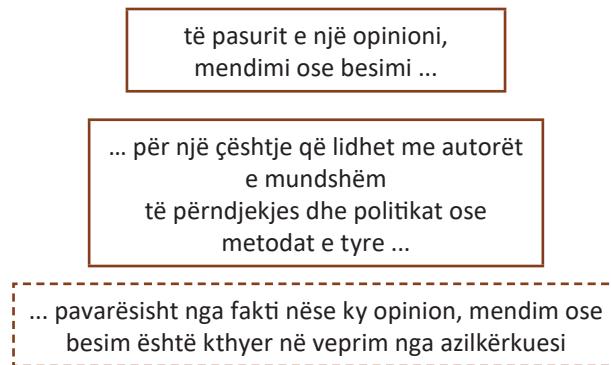 të pasurit e një opinioni,
mendimi ose besimi ...
... për një çështje që lidhet me autorët
e mundshëm
të përndjekjes dhe politikat ose
metodat e tyre ...
... pavarësisht nga fakti nëse ky opinion, mendim ose
besim është kthyer në veprim nga azilkërkuesi